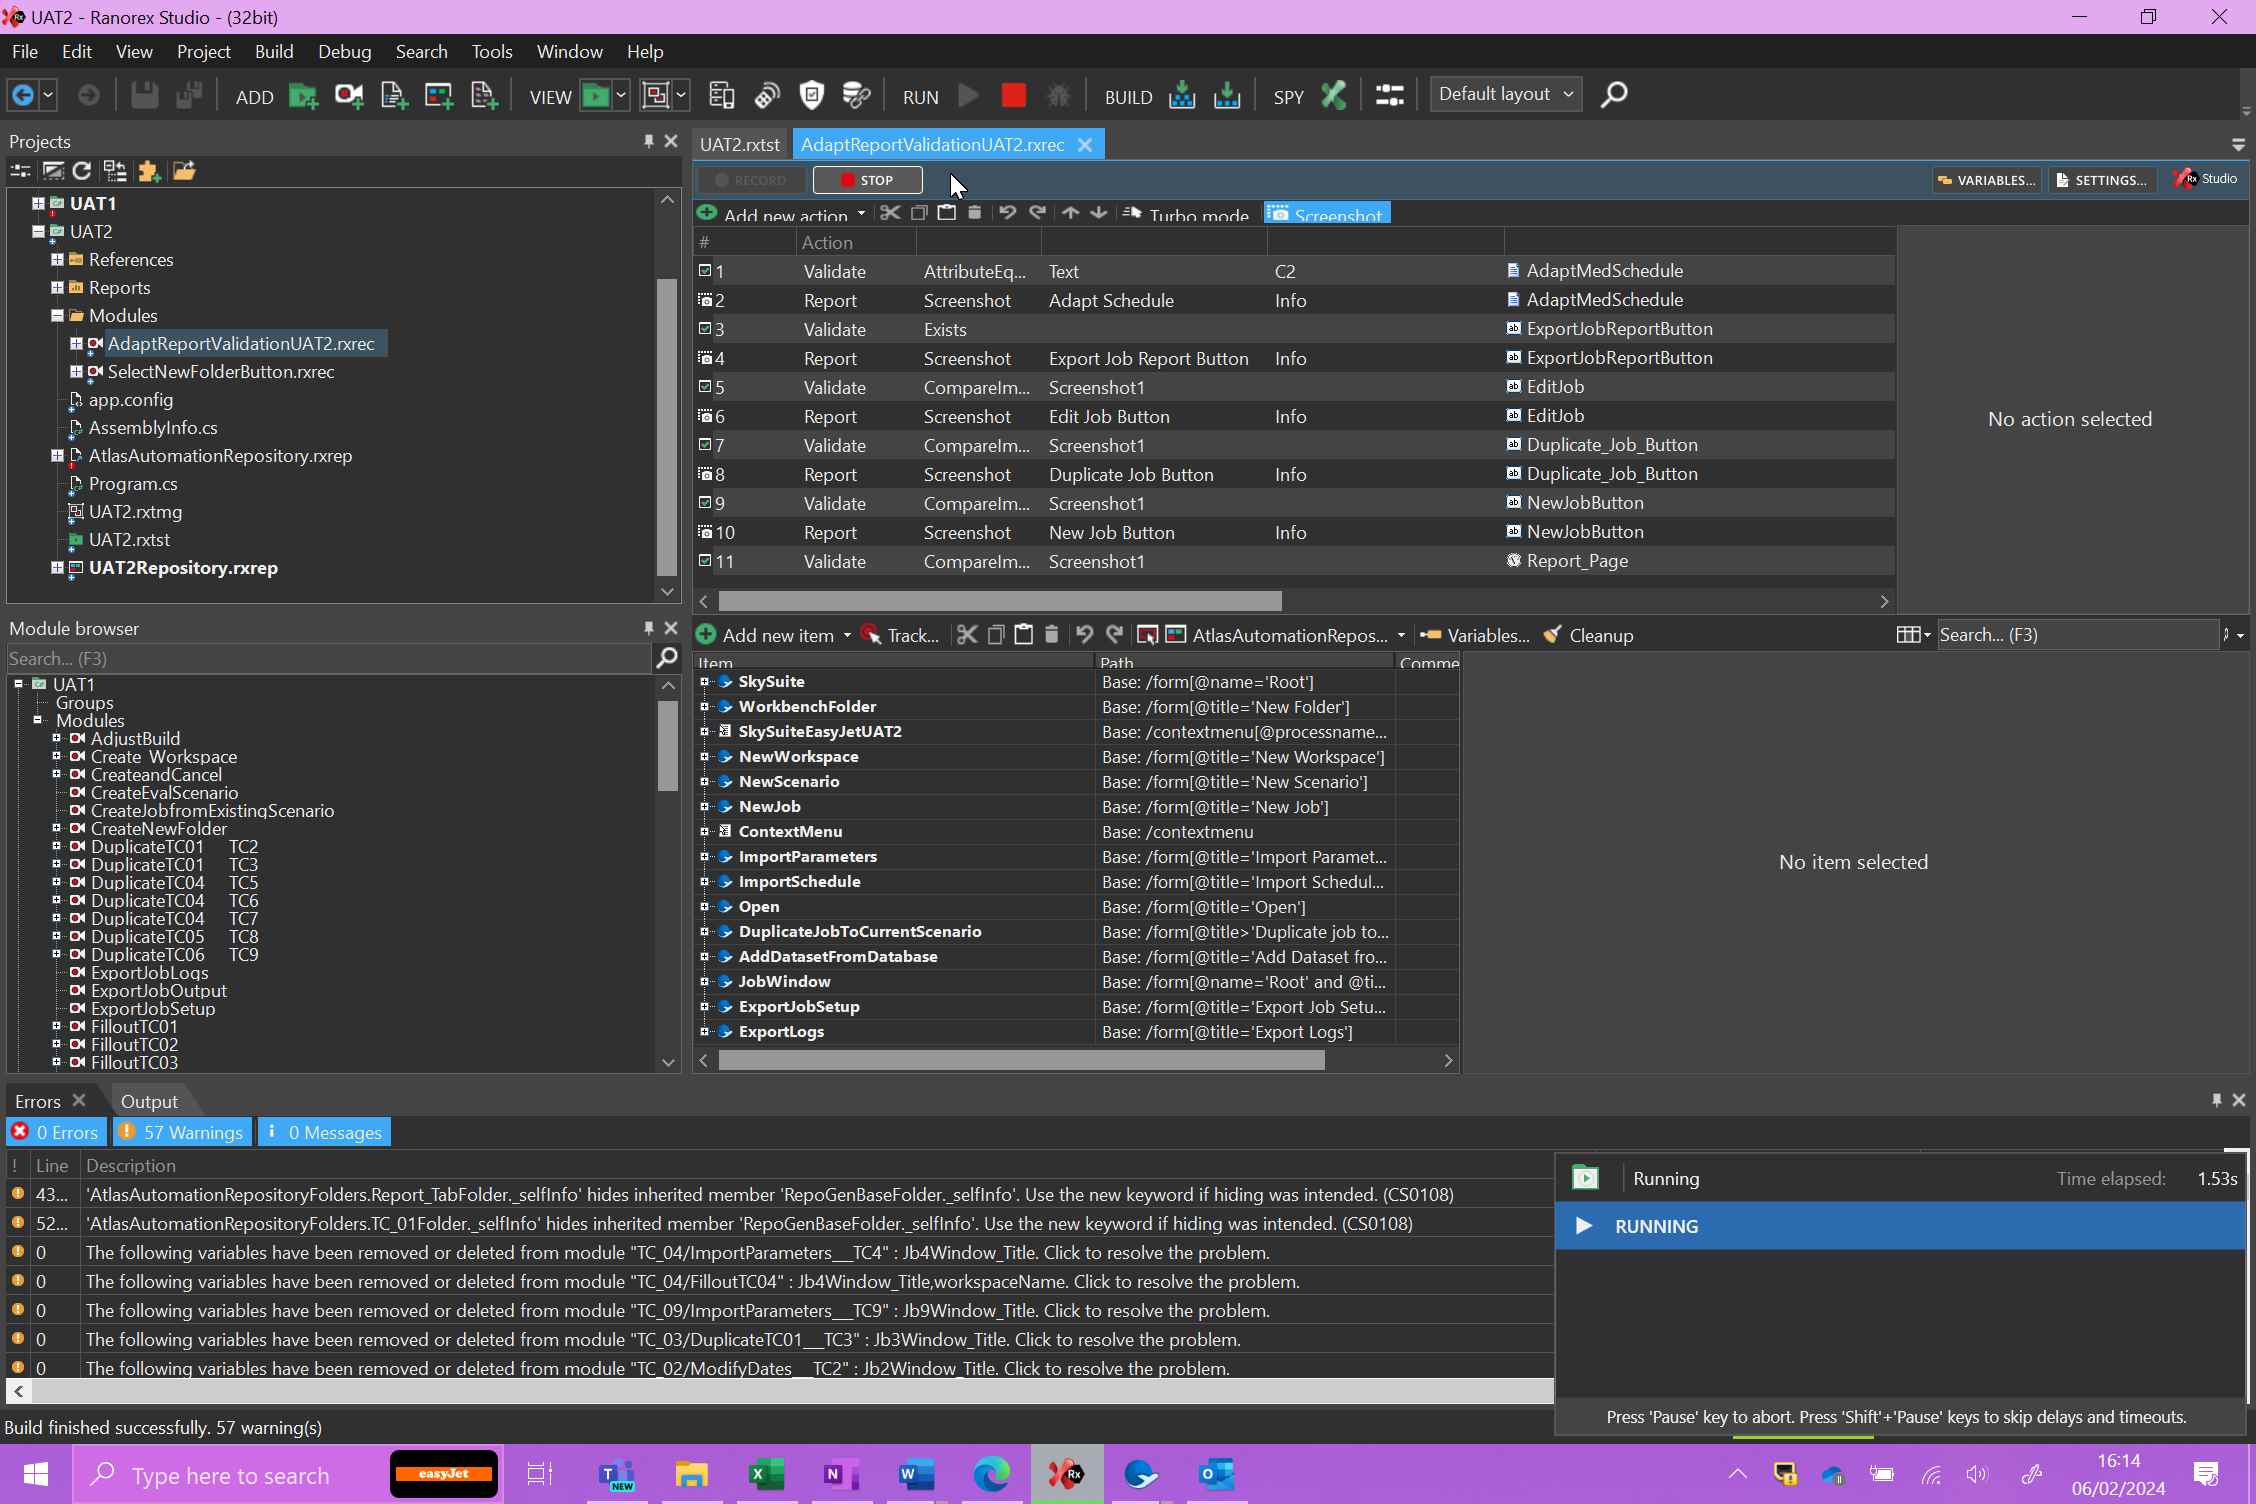 UAT2 - Ranorex Studio - (32bit)
File Edit View Project Build Debug Search Tools Window Help
ADD VIEW RUN BUILD SPY Default layout
Projects
UAT1
UAT2
References
Reports
Modules
AdaptReportValidationUAT2.rxrec
SelectNewFolderButton.rxrec
app.config
AssemblyInfo.cs
AtlasAutomationRepository.rxrep
Program.cs
UAT2.rxtmg
UAT2.rxtst
UAT2Repository.rxrep
Module browser
Search... (F3)
UAT1
Groups
Modules
AdjustBuild
Create Workspace
CreateandCancel
CreateEvalScenario
CreateJobfromExistingScenario
CreateNewFolder
DuplicateTC01 TC2
DuplicateTC01 TC3
DuplicateTC04 TC5
DuplicateTC04 TC6
DuplicateTC04 TC7
DuplicateTC05 TC8
DuplicateTC06 TC9
ExportJobLogs
ExportJobOutput
ExportJobSetup
FilloutTC01
FilloutTC02
FilloutTC03
UAT2.rxtst AdaptReportValidationUAT2.rxrec
RECORD STOP VARIABLES... SETTINGS... Rx Studio
Add new action Turbo mode Screenshot
# Action
1 Validate AttributeEq... Text C2 AdaptMedSchedule
2 Report Screenshot Adapt Schedule Info AdaptMedSchedule
3 Validate Exists ExportJobReportButton
4 Report Screenshot Export Job Report Button Info ExportJobReportButton
5 Validate CompareIm... Screenshot1 EditJob
6 Report Screenshot Edit Job Button Info EditJob
7 Validate CompareIm... Screenshot1 Duplicate_Job_Button
8 Report Screenshot Duplicate Job Button Info Duplicate_Job_Button
9 Validate CompareIm... Screenshot1 NewJobButton
10 Report Screenshot New Job Button Info NewJobButton
11 Validate CompareIm... Screenshot1 Report_Page
No action selected
Add new item Track... AtlasAutomationRepos... Variables... Cleanup Search... (F3)
Item Path Comme
SkySuite Base: /form[@name='Root']
WorkbenchFolder Base: /form[@title='New Folder']
SkySuiteEasyJetUAT2 Base: /contextmenu[@processname...
NewWorkspace Base: /form[@title='New Workspace']
NewScenario Base: /form[@title='New Scenario']
NewJob Base: /form[@title='New Job']
ContextMenu Base: /contextmenu
ImportParameters Base: /form[@title='Import Paramet...
ImportSchedule Base: /form[@title='Import Schedul...
Open Base: /form[@title='Open']
DuplicateJobToCurrentScenario Base: /form[@title>'Duplicate job to...
AddDatasetFromDatabase Base: /form[@title='Add Dataset fro...
JobWindow Base: /form[@name='Root' and @ti...
ExportJobSetup Base: /form[@title='Export Job Setu...
ExportLogs Base: /form[@title='Export Logs']
No item selected
Errors Output
0 Errors 57 Warnings 0 Messages
! Line Description
43... 'AtlasAutomationRepositoryFolders.Report_TabFolder._selfInfo' hides inherited member 'RepoGenBaseFolder._selfInfo'. Use the new keyword if hiding was intended. (CS0108)
52... 'AtlasAutomationRepositoryFolders.TC_01Folder._selfInfo' hides inherited member 'RepoGenBaseFolder._selfInfo'. Use the new keyword if hiding was intended. (CS0108)
0 The following variables have been removed or deleted from module "TC_04/ImportParameters___TC4" : Jb4Window_Title. Click to resolve the problem.
0 The following variables have been removed or deleted from module "TC_04/FilloutTC04" : Jb4Window_Title,workspaceName. Click to resolve the problem.
0 The following variables have been removed or deleted from module "TC_09/ImportParameters___TC9" : Jb9Window_Title. Click to resolve the problem.
0 The following variables have been removed or deleted from module "TC_03/DuplicateTC01___TC3" : Jb3Window_Title. Click to resolve the problem.
0 The following variables have been removed or deleted from module "TC_02/ModifyDates___TC2" : Jb2Window_Title. Click to resolve the problem.
Running Time elapsed: 1.53s
RUNNING
Press 'Pause' key to abort. Press 'Shift'+'Pause' keys to skip delays and timeouts.
Build finished successfully. 57 warning(s)
Type here to search easyJet NEW Rx
16:14
06/02/2024